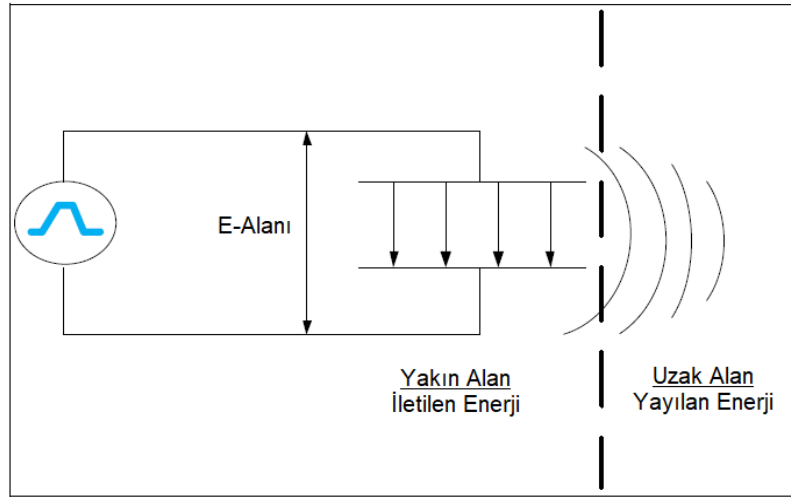 E-Alanı
Yakın Alan
İletilen Enerji
Uzak Alan
Yayılan Enerji